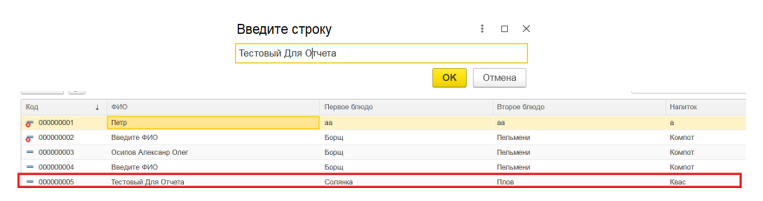 Введите строку
Тестовый Для Отчета
ОК Отмена
Код ↓ ФИО Первое блюдо Второе блюдо Напиток
000000001 Петр аа аа а
000000002 Введите ФИО Борщ Пельмени Компот
000000003 Осипов Алексанр Олег Борщ Пельмени Компот
000000004 Введите ФИО Борщ Пельмени Компот
000000005 Тестовый Для Отчета Солянка Плов Квас